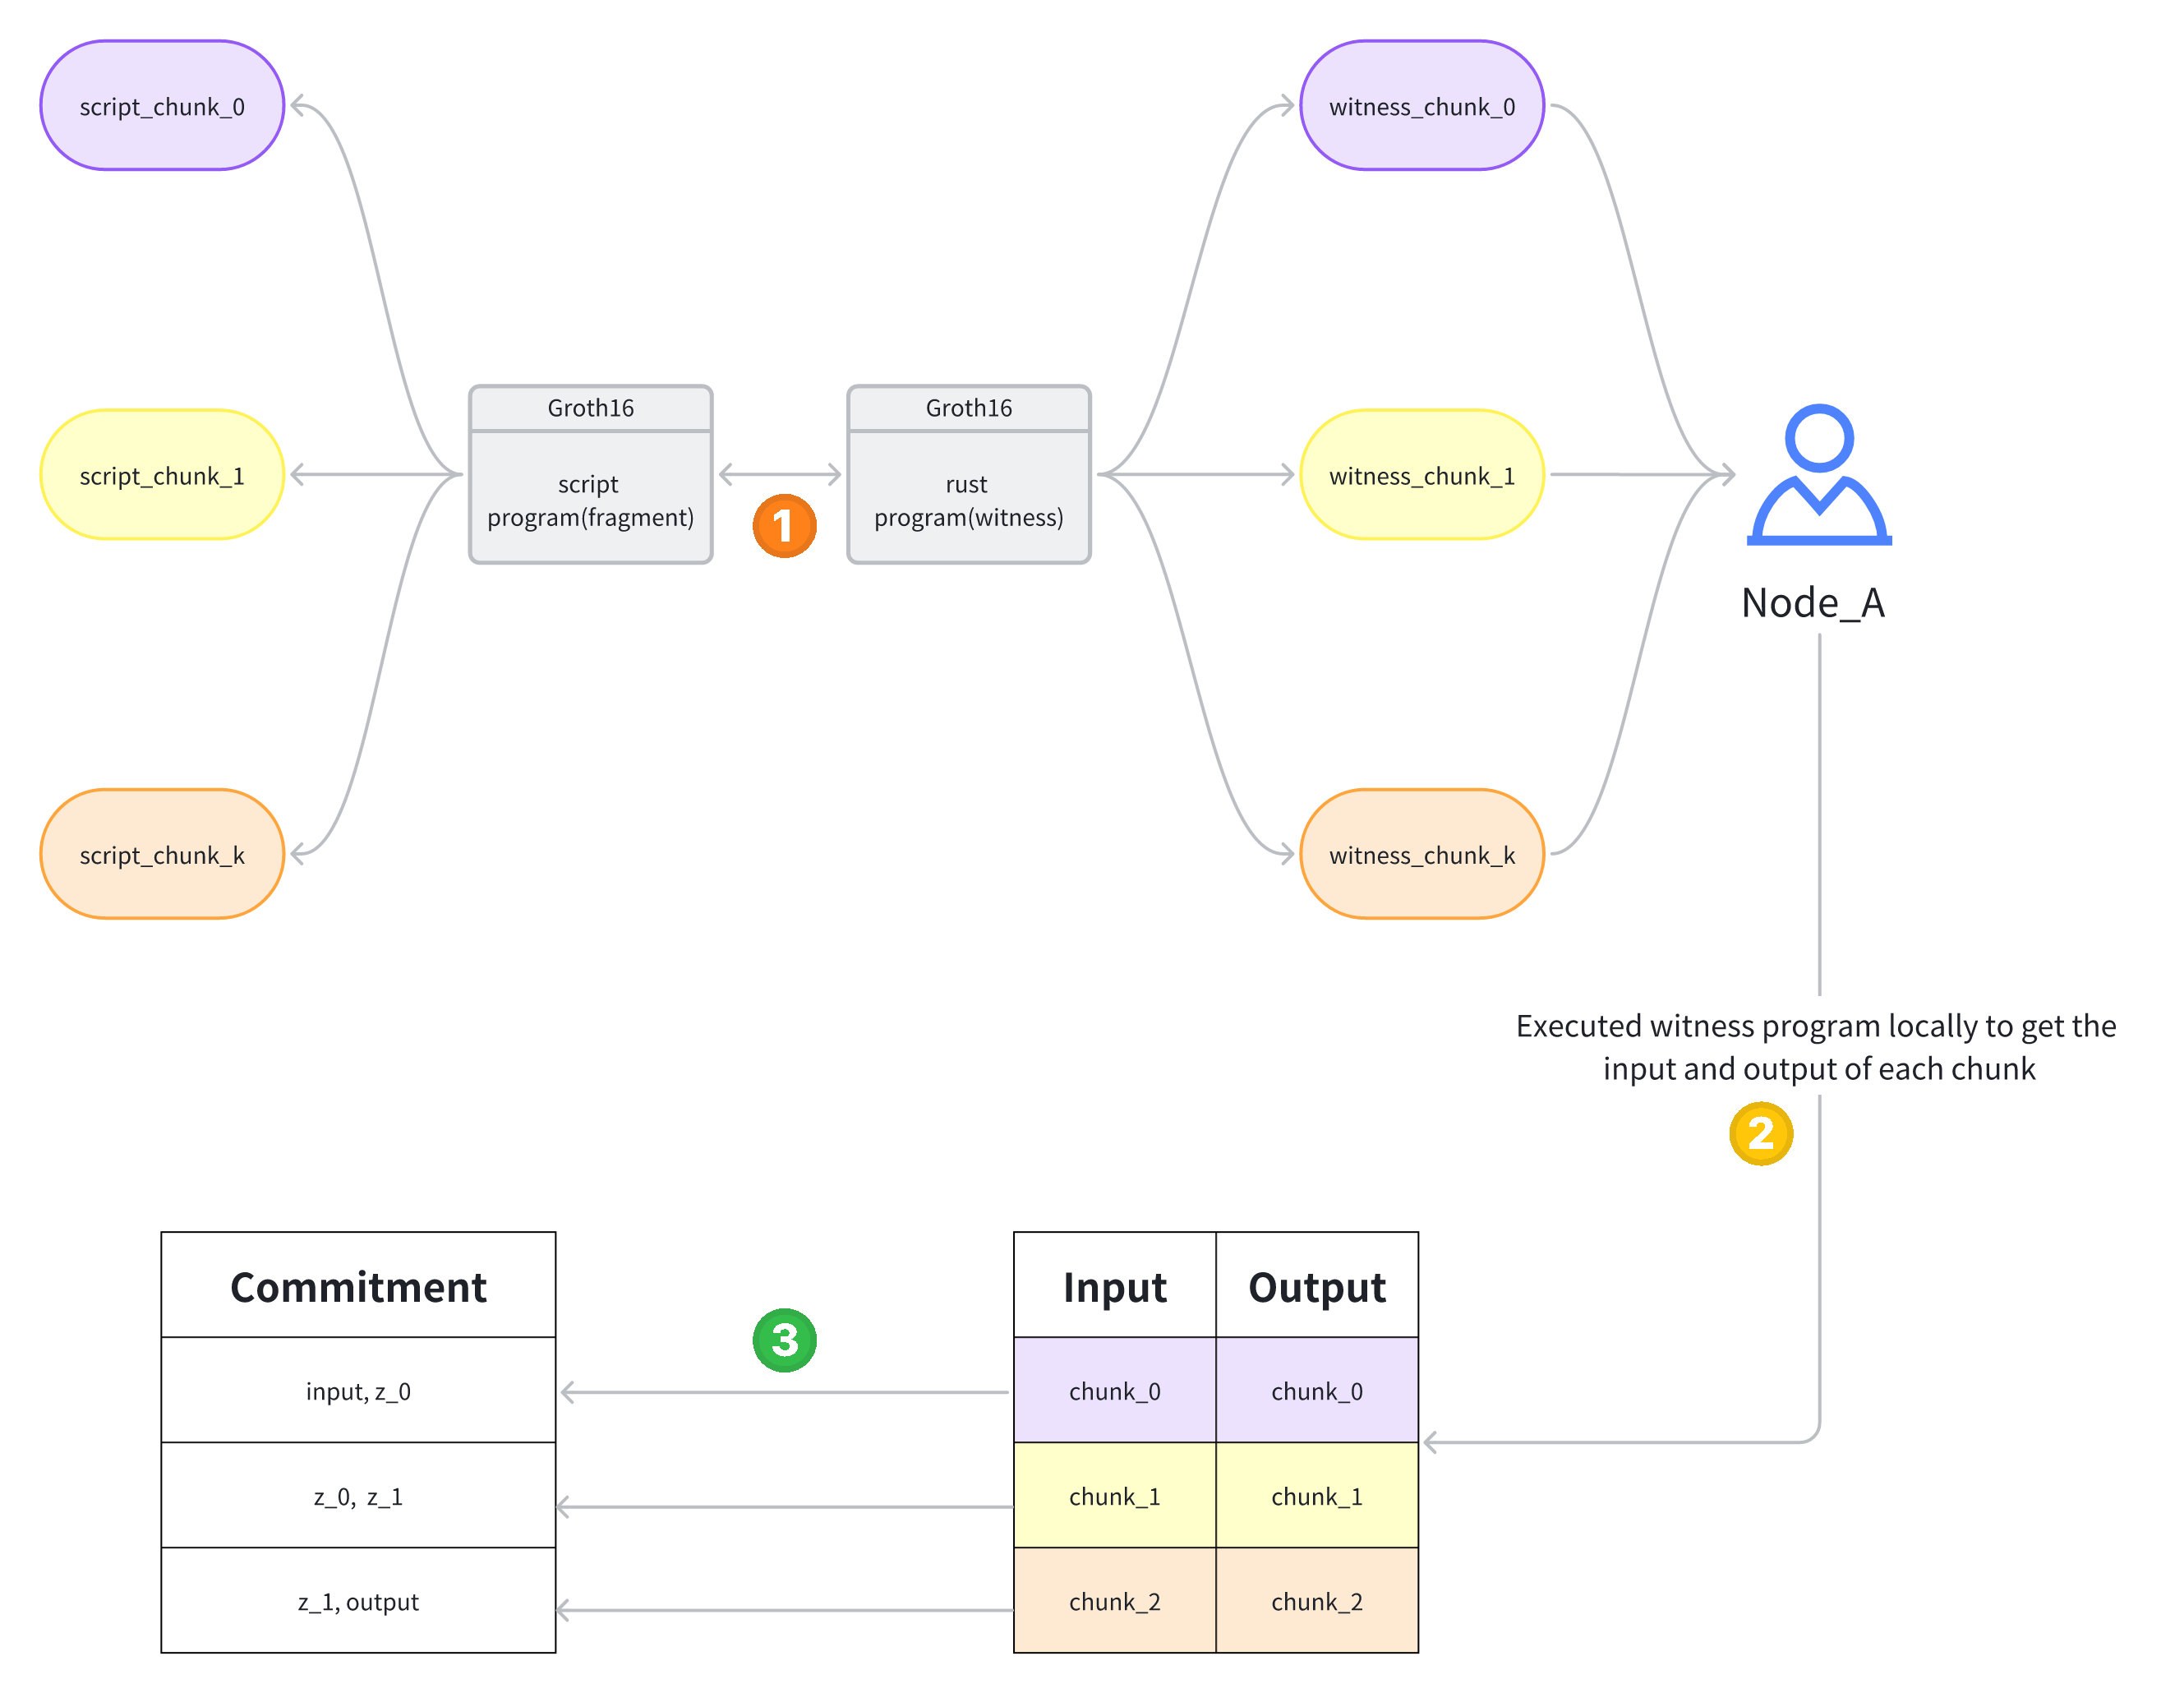 script_chunk_0
witness_chunk_0
Groth16
script
program(fragment)
Groth16
rust
program(witness)
script_chunk_1
witness_chunk_1
1
Node_A
script_chunk_k
witness_chunk_k
Executed witness program locally to get the
input and output of each chunk
2
Commitment
input, z_0
z_0, z_1
z_1, output
3
Input Output
chunk_0 chunk_0
chunk_1 chunk_1
chunk_2 chunk_2